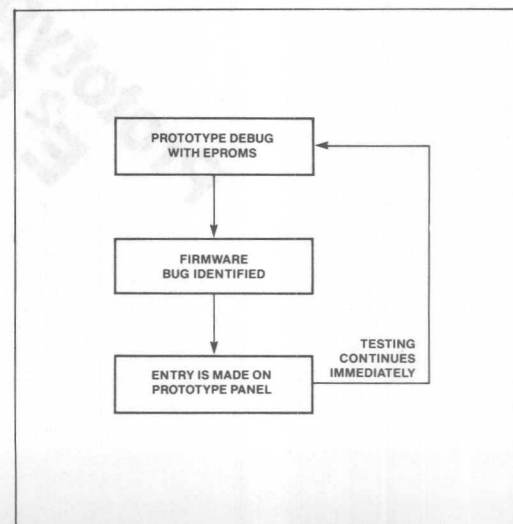 PROTOTYPE DEBUG
WITH EPROMS
FIRMWARE
BUG IDENTIFIED
ENTRY IS MADE ON
PROTOTYPE PANEL
TESTING
CONTINUES
IMMEDIATELY